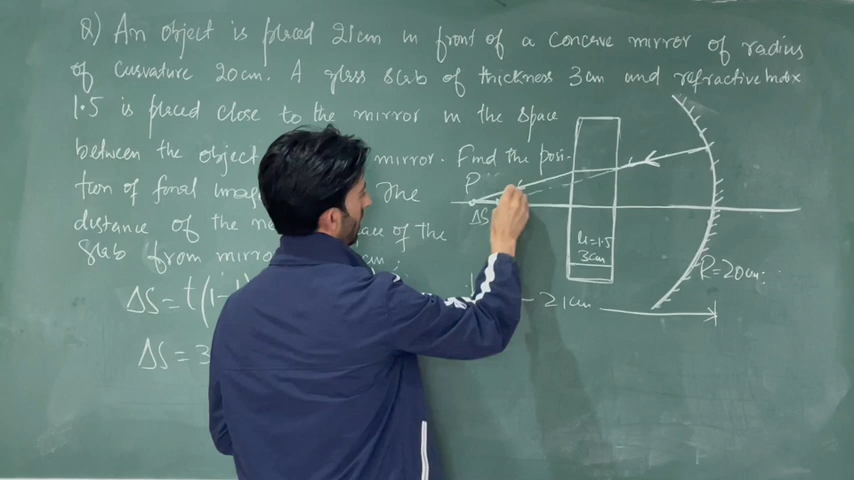 Q) An object is placed 21cm in front of a concave mirror of radius
of curvature 20cm. A glass slab of thickness 3cm and refractive index
1.5 is placed close to the mirror in the space
between the object mirror. Find the posi-
tion of final The
distance of the of the
slab from
P
ΔS
μ=1.5
3cm
R=20cm
21cm
ΔS = t(1-
ΔS = 3